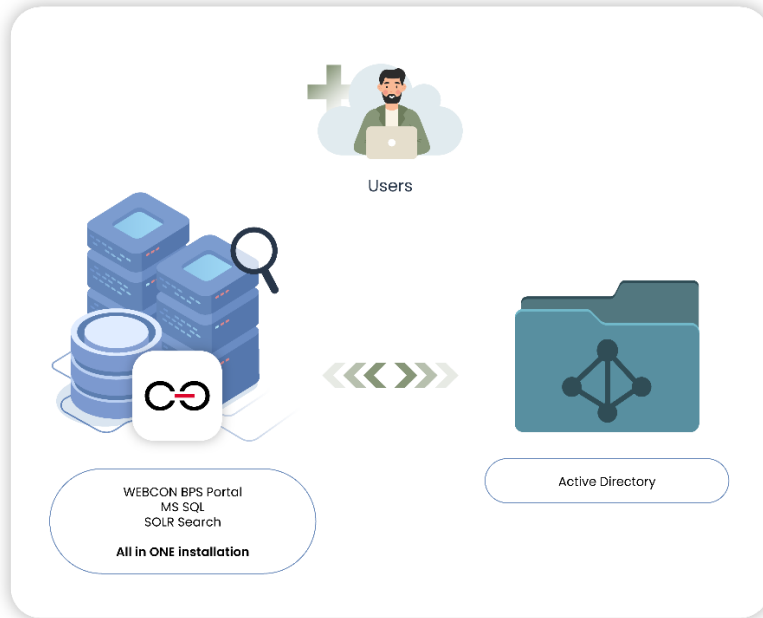 Users
WEBCON BPS Portal
MS SQL
SOLR Search
All in ONE installation
Active Directory